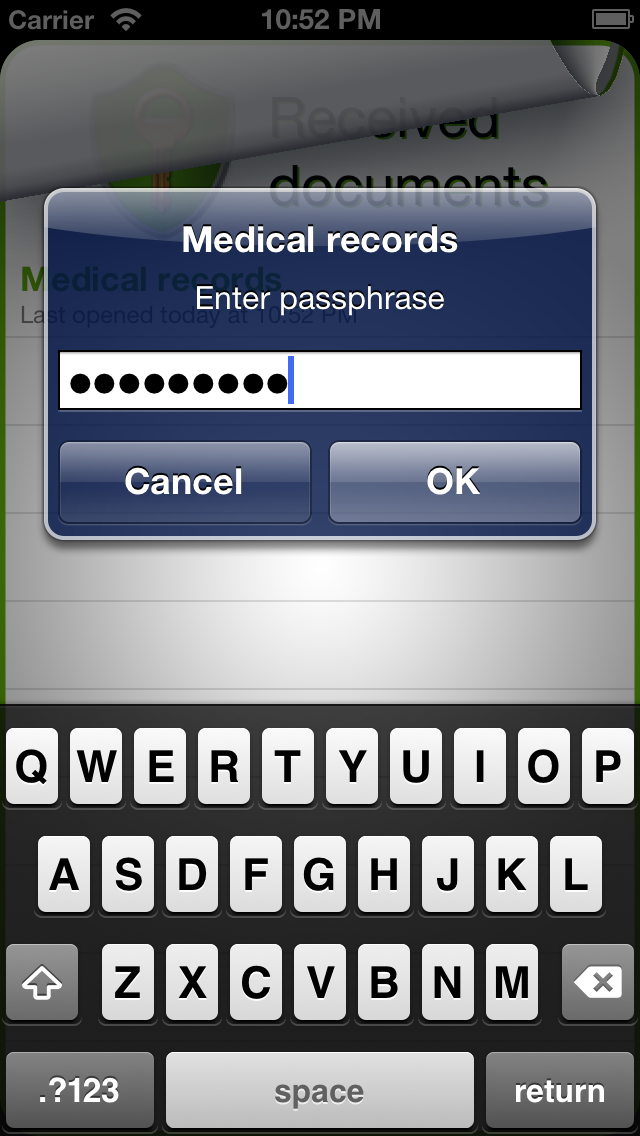 Carrier 10:52 PM
Received
documents
Medical records
Enter passphrase
Medical records
Last opened today at 10:52 PM
●●●●●●●●●
Cancel OK
Q W E R T Y U I O P
A S D F G H J K L
Z X C V B N M
.?123 space return